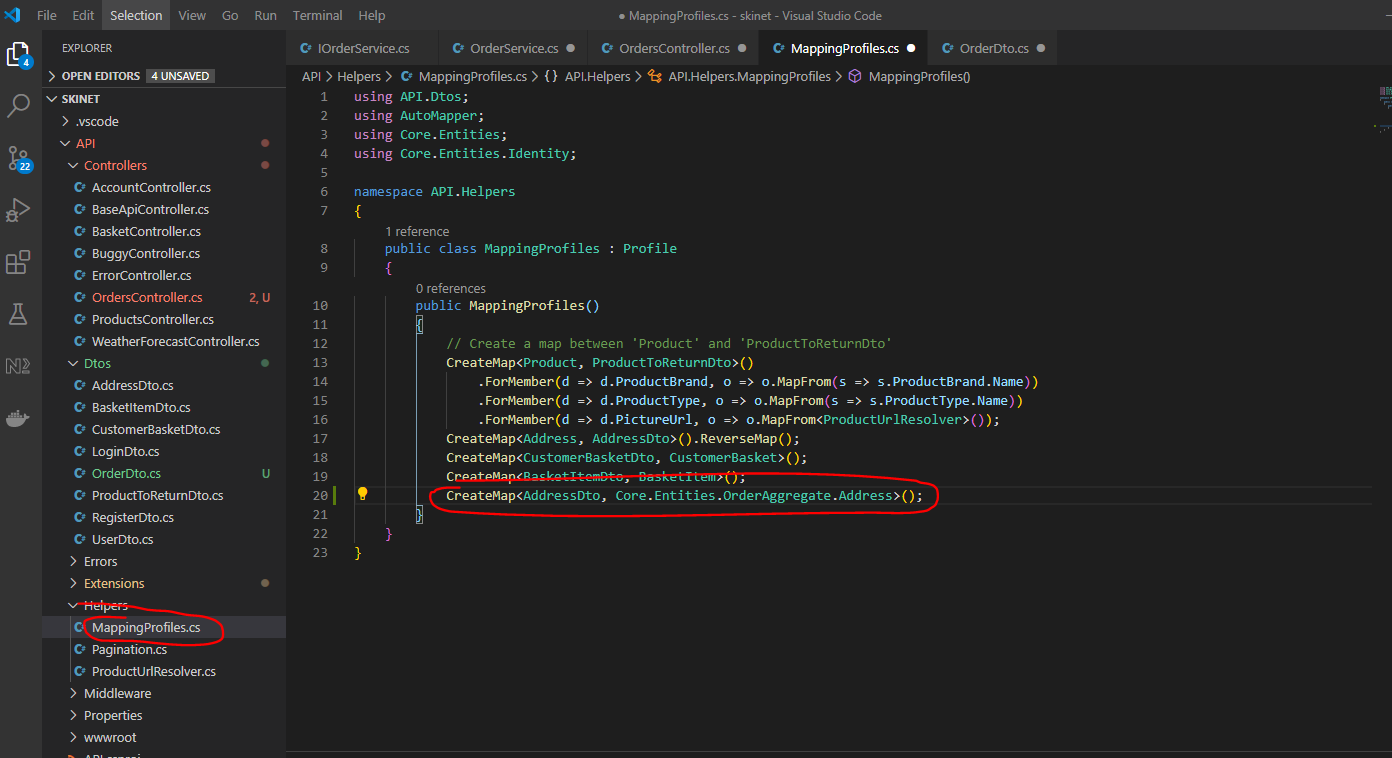 File Edit Selection View Go Run Terminal Help
● MappingProfiles.cs - skinet - Visual Studio Code
EXPLORER
OPEN EDITORS 4 UNSAVED
SKINET
.vscode
API
Controllers
AccountController.cs
BaseApiController.cs
BasketController.cs
BuggyController.cs
ErrorController.cs
OrdersController.cs 2, U
ProductsController.cs
WeatherForecastController.cs
Dtos
AddressDto.cs
BasketItemDto.cs
CustomerBasketDto.cs
LoginDto.cs
OrderDto.cs U
ProductToReturnDto.cs
RegisterDto.cs
UserDto.cs
Errors
Extensions
Helpers
MappingProfiles.cs
Pagination.cs
ProductUrlResolver.cs
Middleware
Properties
wwwroot
API.csproj
4
22
IOrderService.cs OrderService.cs ● OrdersController.cs ● MappingProfiles.cs ● OrderDto.cs ●
API > Helpers > MappingProfiles.cs > {} API.Helpers > API.Helpers.MappingProfiles > MappingProfiles()
1 using API.Dtos;
2 using AutoMapper;
3 using Core.Entities;
4 using Core.Entities.Identity;
5
6 namespace API.Helpers
7 {
1 reference
8 public class MappingProfiles : Profile
9 {
0 references
10 public MappingProfiles()
11 {
12 // Create a map between 'Product' and 'ProductToReturnDto'
13 CreateMap<Product, ProductToReturnDto>()
14 .ForMember(d => d.ProductBrand, o => o.MapFrom(s => s.ProductBrand.Name))
15 .ForMember(d => d.ProductType, o => o.MapFrom(s => s.ProductType.Name))
16 .ForMember(d => d.PictureUrl, o => o.MapFrom<ProductUrlResolver>());
17 CreateMap<Address, AddressDto>().ReverseMap();
18 CreateMap<CustomerBasketDto, CustomerBasket>();
19 CreateMap<BasketItemDto, BasketItem>();
20 CreateMap<AddressDto, Core.Entities.OrderAggregate.Address>();
21 }
22 }
23 }